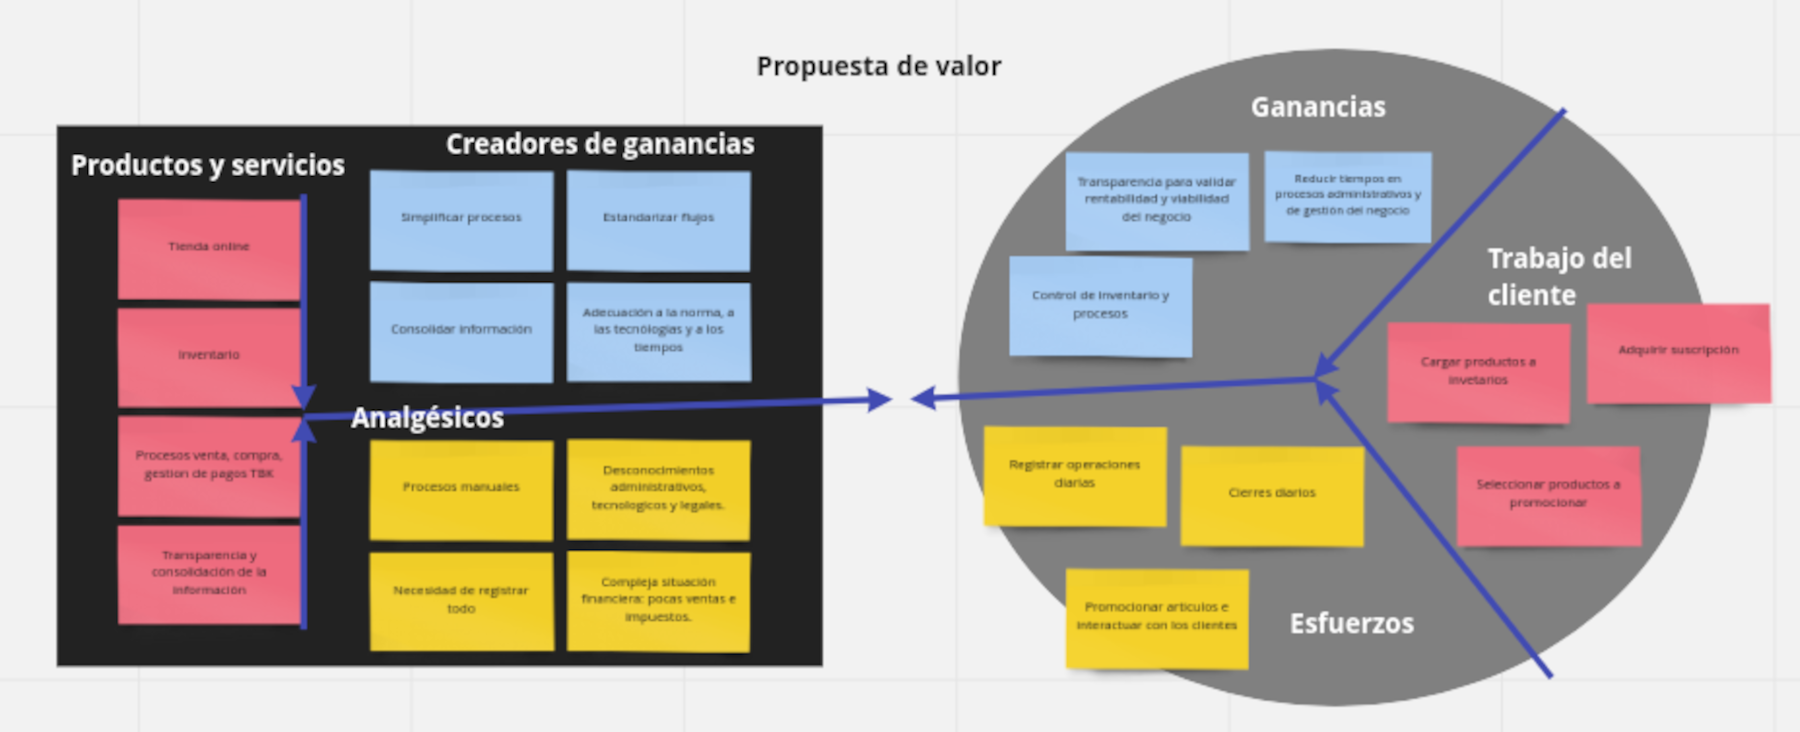 Propuesta de valor
Productos y servicios
Tienda online
Inventario
Procesos venta, compra,
gestion de pagos TBK
Transparencia y
consolidación de la
información
Creadores de ganancias
Simplificar procesos
Estandarizar flujos
Consolidar información
Adecuación a la norma, a
las tecnólogias y a los
tiempos
Analgésicos
Procesos manuales
Desconocimientos
administrativos,
tecnologicos y legales.
Necesidad de registrar
todo
Compleja situación
financiera: pocas ventas e
impuestos.
Ganancias
Transparencia para validar
rentabilidad y viabilidad
del negocio
Reducir tiempos en
procesos administrativos y
de gestión del negocio
Control de inventario y
procesos
Trabajo del
cliente
Cargar productos a
invetarios
Adquirir suscripción
Seleccionar productos a
promocionar
Registrar operaciones
diarias
Cierres diarios
Promocionar articulos e
interactuar con los clientes
Esfuerzos